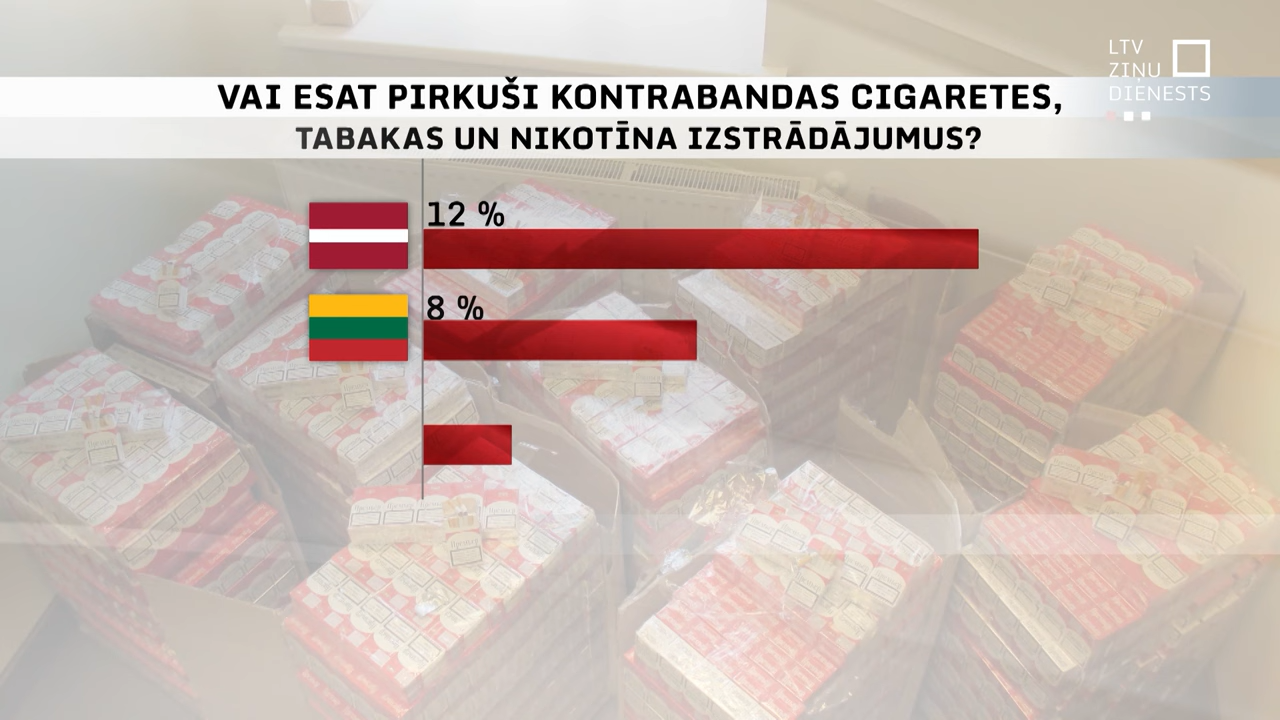 LTV
ZIŅU
DIENESTS
VAI ESAT PIRKUŠI KONTRABANDAS CIGARETES,
TABAKAS UN NIKOTĪNA IZSTRĀDĀJUMUS?
12 %
8 %